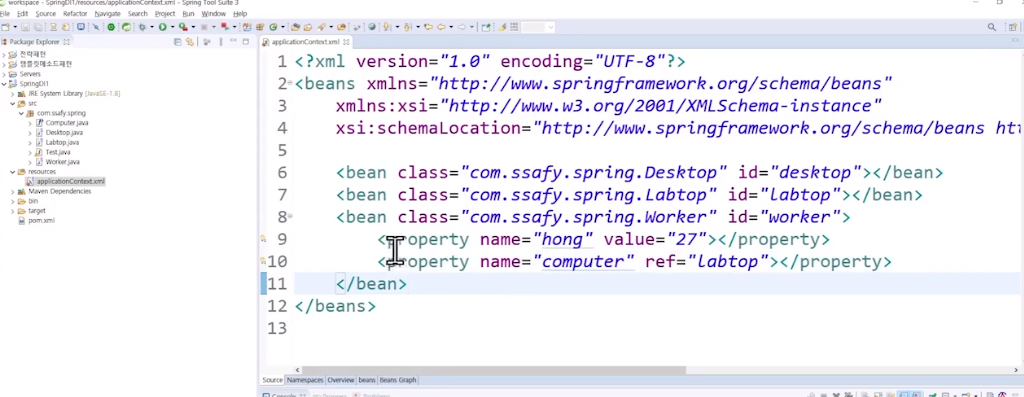 workspace - SpringDI1/resources/applicationContext.xml - Spring Tool Suite 3
File Edit Source Refactor Navigate Search Project Run Window Help
Package Explorer
applicationContext.xml
전략패턴
템플릿메소드패턴
Servers
SpringDI1
JRE System Library [JavaSE-1.8]
src
com.ssafy.spring
Computer.java
Desktop.java
Labtop.java
Test.java
Worker.java
resources
applicationContext.xml
Maven Dependencies
bin
target
pom.xml
1 <?xml version="1.0" encoding="UTF-8"?>
2 <beans xmlns="http://www.springframework.org/schema/beans"
3 xmlns:xsi="http://www.w3.org/2001/XMLSchema-instance"
4 xsi:schemaLocation="http://www.springframework.org/schema/beans htt
5
6 <bean class="com.ssafy.spring.Desktop" id="desktop"></bean>
7 <bean class="com.ssafy.spring.Labtop" id="labtop"></bean>
8 <bean class="com.ssafy.spring.Worker" id="worker">
9 <property name="hong" value="27"></property>
10 <property name="computer" ref="labtop"></property>
11 </bean>
12 </beans>
13
Source Namespaces Overview beans Beans Graph
Console Progress Problems